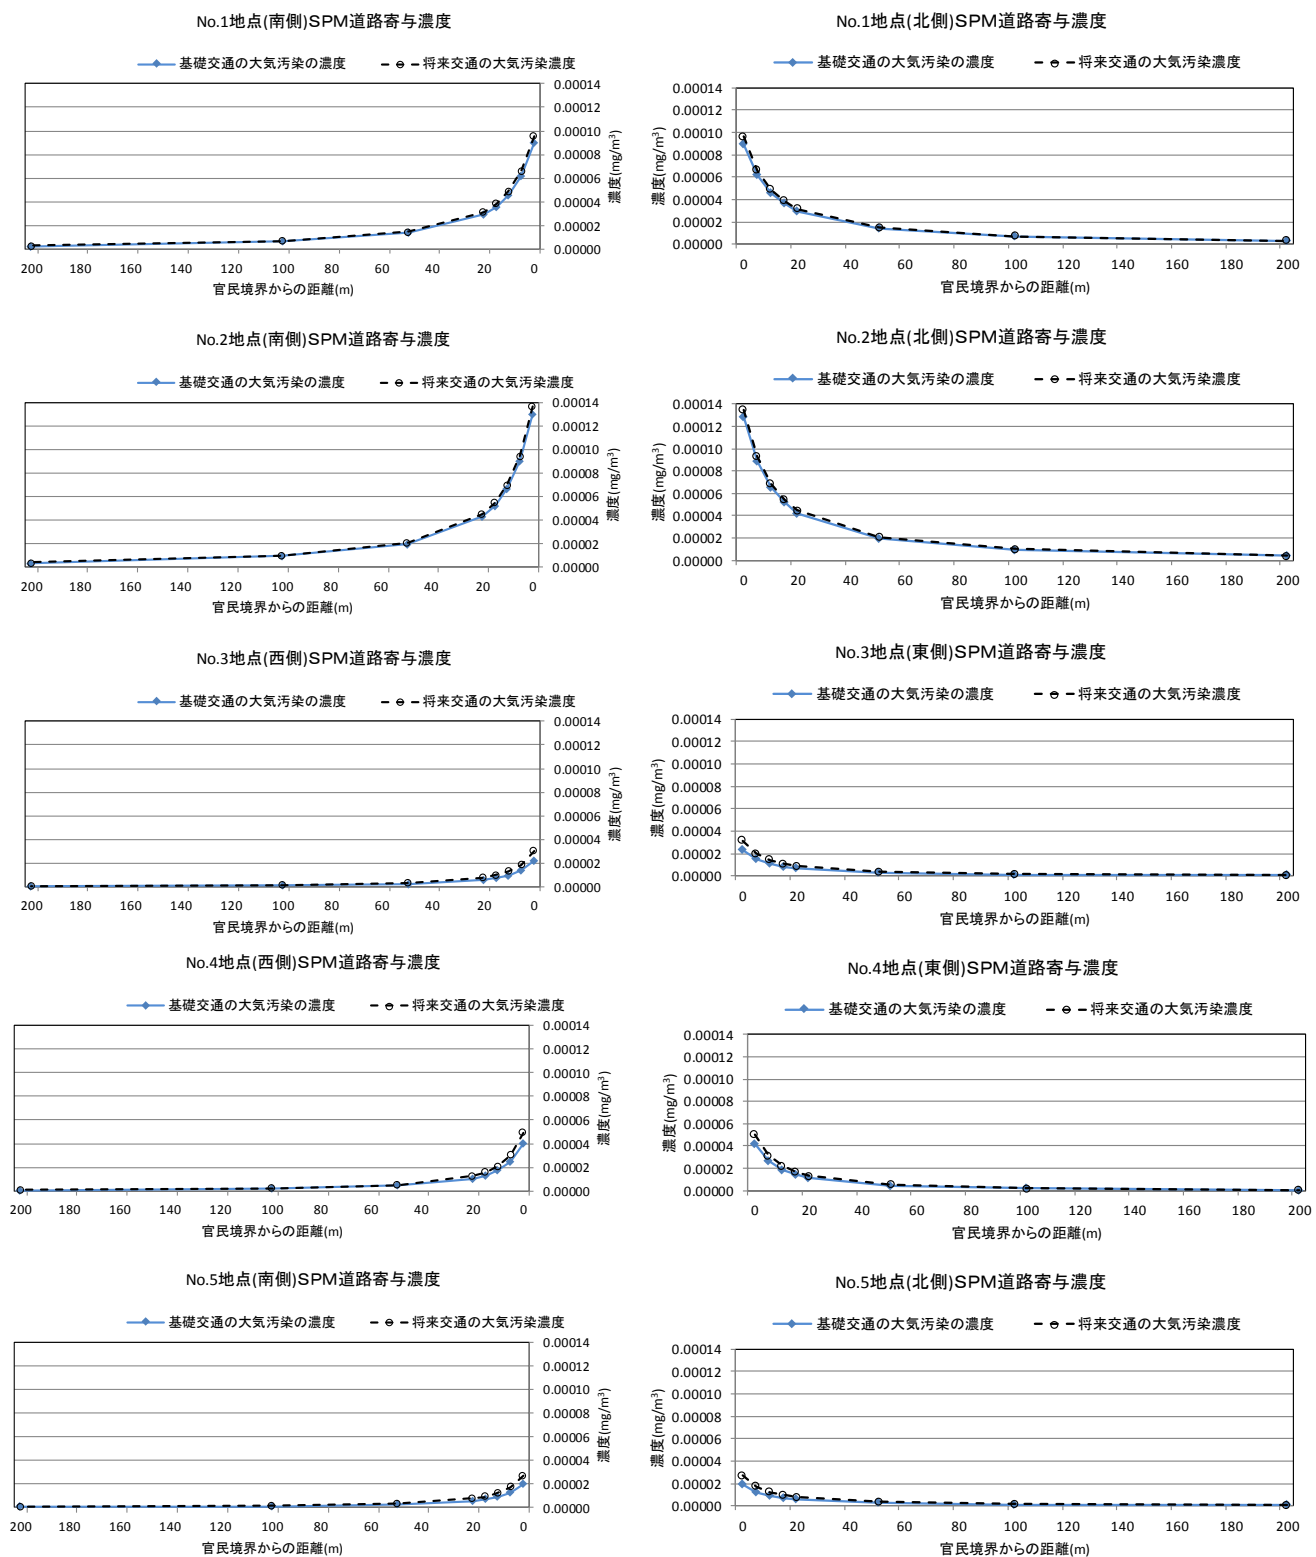 No.1地点(南側)SPM道路寄与濃度
基礎交通の大気汚染の濃度 将来交通の大気汚染濃度
0.00014
0.00012
0.00010
0.00008
0.00006
0.00004
0.00002
0.00000
濃度(mg/m³)
200 180 160 140 120 100 80 60 40 20 0
官民境界からの距離(m)
No.1地点(北側)SPM道路寄与濃度
基礎交通の大気汚染の濃度 将来交通の大気汚染濃度
0.00014
0.00012
0.00010
0.00008
0.00006
0.00004
0.00002
0.00000
濃度(mg/m³)
0 20 40 60 80 100 120 140 160 180 200
官民境界からの距離(m)
No.2地点(南側)SPM道路寄与濃度
基礎交通の大気汚染の濃度 将来交通の大気汚染濃度
0.00014
0.00012
0.00010
0.00008
0.00006
0.00004
0.00002
0.00000
濃度(mg/m³)
200 180 160 140 120 100 80 60 40 20 0
官民境界からの距離(m)
No.2地点(北側)SPM道路寄与濃度
基礎交通の大気汚染の濃度 将来交通の大気汚染濃度
0.00014
0.00012
0.00010
0.00008
0.00006
0.00004
0.00002
0.00000
濃度(mg/m³)
0 20 40 60 80 100 120 140 160 180 200
官民境界からの距離(m)
No.3地点(西側)SPM道路寄与濃度
基礎交通の大気汚染の濃度 将来交通の大気汚染濃度
0.00014
0.00012
0.00010
0.00008
0.00006
0.00004
0.00002
0.00000
濃度(mg/m³)
200 180 160 140 120 100 80 60 40 20 0
官民境界からの距離(m)
No.3地点(東側)SPM道路寄与濃度
基礎交通の大気汚染の濃度 将来交通の大気汚染濃度
0.00014
0.00012
0.00010
0.00008
0.00006
0.00004
0.00002
0.00000
濃度(mg/m³)
0 20 40 60 80 100 120 140 160 180 200
官民境界からの距離(m)
No.4地点(西側)SPM道路寄与濃度
基礎交通の大気汚染の濃度 将来交通の大気汚染濃度
0.00014
0.00012
0.00010
0.00008
0.00006
0.00004
0.00002
0.00000
濃度(mg/m³)
200 180 160 140 120 100 80 60 40 20 0
官民境界からの距離(m)
No.4地点(東側)SPM道路寄与濃度
基礎交通の大気汚染の濃度 将来交通の大気汚染濃度
0.00014
0.00012
0.00010
0.00008
0.00006
0.00004
0.00002
0.00000
濃度(mg/m³)
0 20 40 60 80 100 120 140 160 180 200
官民境界からの距離(m)
No.5地点(南側)SPM道路寄与濃度
基礎交通の大気汚染の濃度 将来交通の大気汚染濃度
0.00014
0.00012
0.00010
0.00008
0.00006
0.00004
0.00002
0.00000
濃度(mg/m³)
200 180 160 140 120 100 80 60 40 20 0
官民境界からの距離(m)
No.5地点(北側)SPM道路寄与濃度
基礎交通の大気汚染の濃度 将来交通の大気汚染濃度
0.00014
0.00012
0.00010
0.00008
0.00006
0.00004
0.00002
0.00000
濃度(mg/m³)
0 20 40 60 80 100 120 140 160 180 200
官民境界からの距離(m)